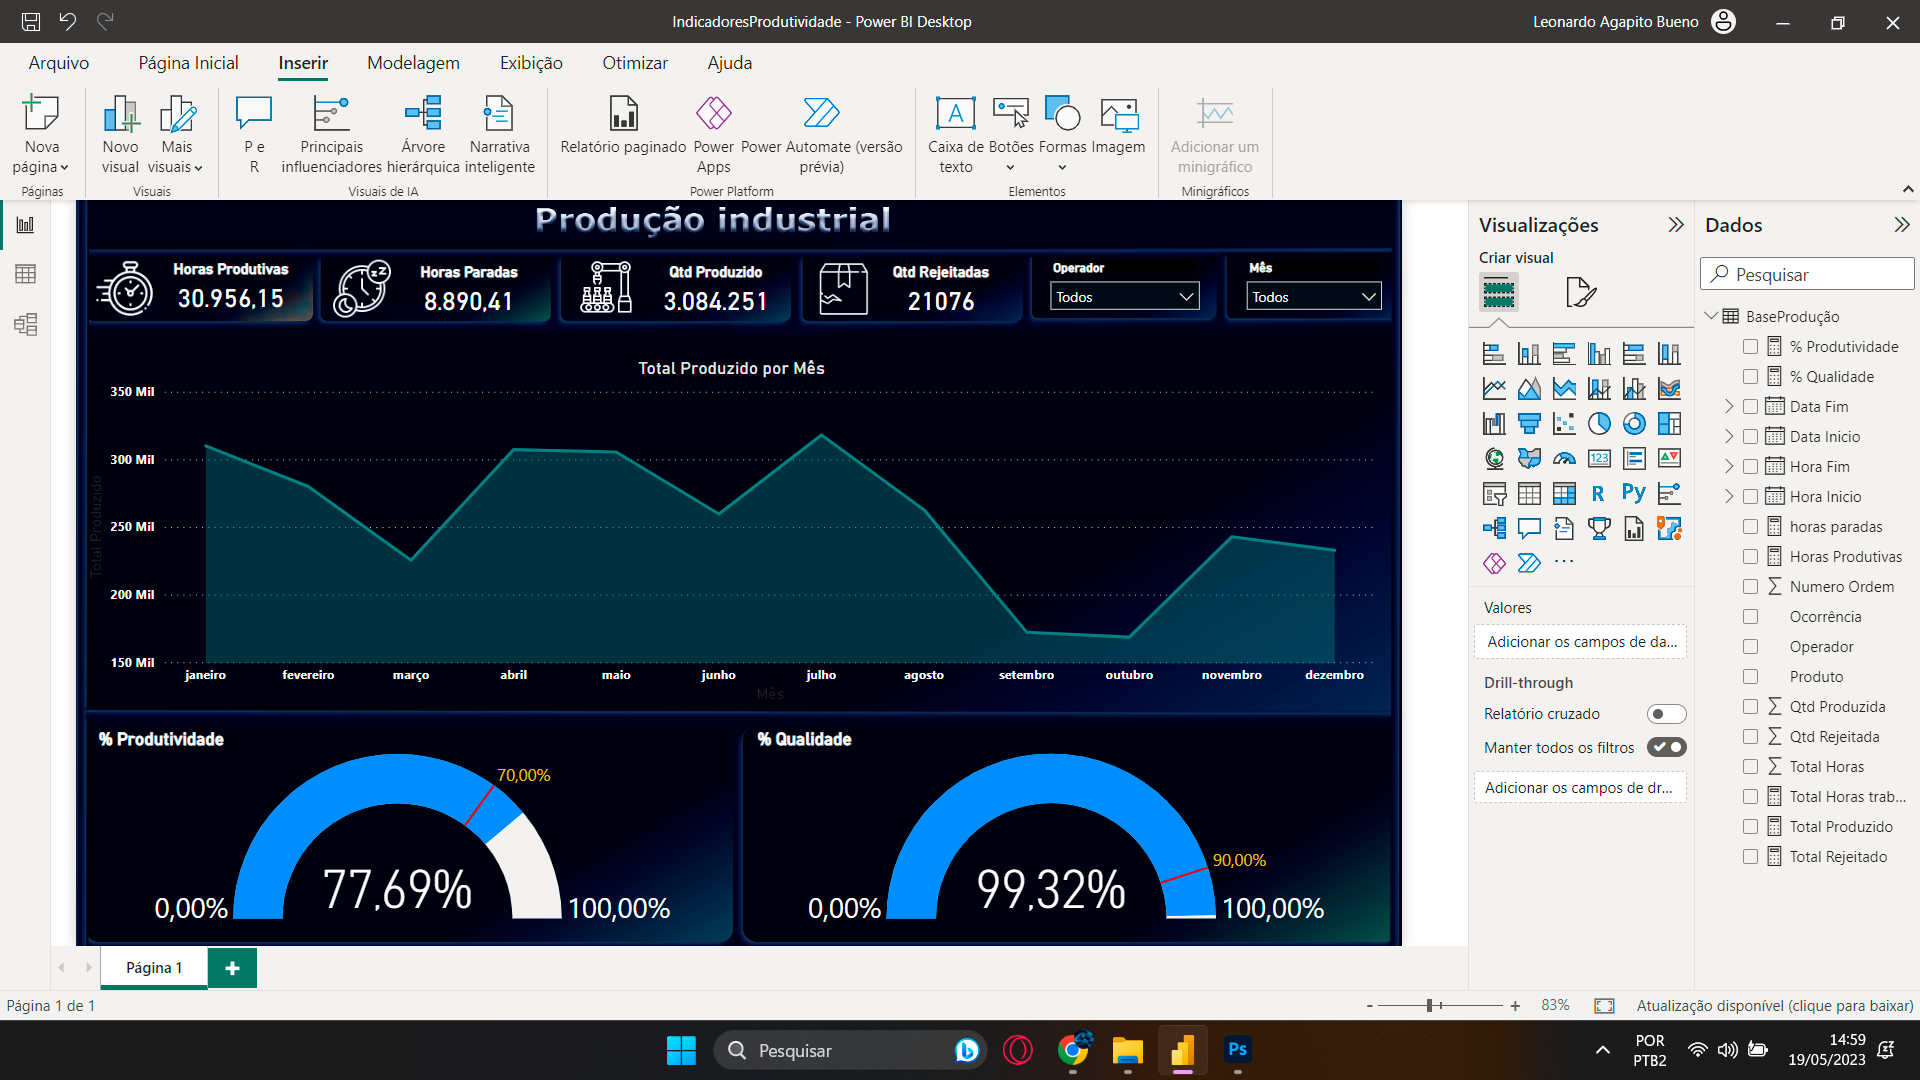 IndicadoresProdutividade - Power BI Desktop
Leonardo Agapito Bueno
Arquivo
Página Inicial
Inserir
Modelagem
Exibição
Otimizar
Ajuda
Nova página
Novo visual
Mais visuais
P e R
Principais influenciadores
Árvore hierárquica
Narrativa inteligente
Relatório paginado
Power Apps
Power Automate (versão prévia)
Caixa de texto
Botões
Formas
Imagem
Adicionar um minigráfico
Páginas
Visuais
Visuais de IA
Power Platform
Elementos
Minigráficos
Produção industrial
Horas Produtivas
30.956,15
Horas Paradas
8.890,41
Qtd Produzido
3.084.251
Qtd Rejeitadas
21076
Operador
Todos
Mês
Todos
Total Produzido por Mês
Total Produzido
350 Mil
300 Mil
250 Mil
200 Mil
150 Mil
janeiro
fevereiro
março
abril
maio
junho
julho
agosto
setembro
outubro
novembro
dezembro
Mês
% Produtividade
70,00%
77,69%
0,00%
100,00%
% Qualidade
90,00%
99,32%
0,00%
100,00%
Visualizações
Criar visual
123
R
Py
Valores
Adicionar os campos de da...
Drill-through
Relatório cruzado
Manter todos os filtros
Adicionar os campos de dr...
Dados
Pesquisar
BaseProdução
% Produtividade
% Qualidade
Data Fim
Data Inicio
Hora Fim
Hora Inicio
horas paradas
Horas Produtivas
Numero Ordem
Ocorrência
Operador
Produto
Qtd Produzida
Qtd Rejeitada
Total Horas
Total Horas trab...
Total Produzido
Total Rejeitado
Página 1
Página 1 de 1
83%
Atualização disponível (clique para baixar)
Pesquisar
Ps
POR
PTB2
14:59
19/05/2023